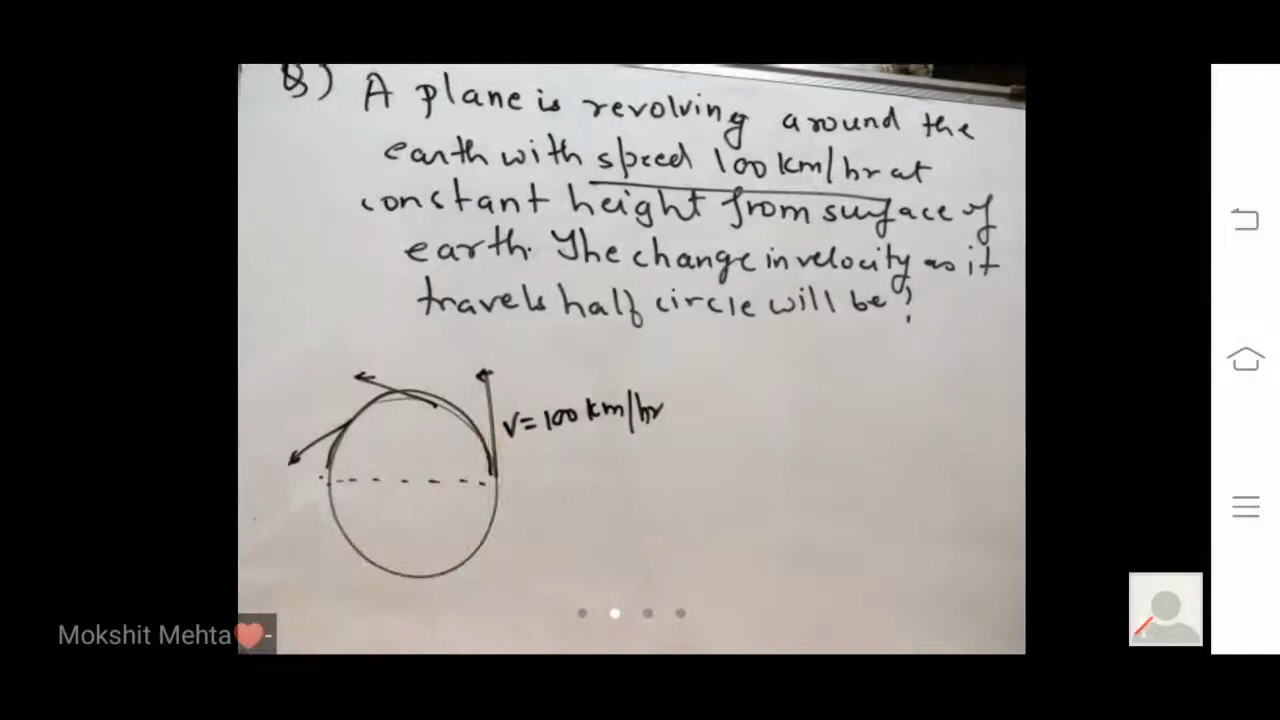 Q) A plane is revolving around the
earth with speed 100 km/hr at
constant height from surface of
earth. The change in velocity as it
travels half circle will be?
V = 100 km/hr
Mokshit Mehta❤️-